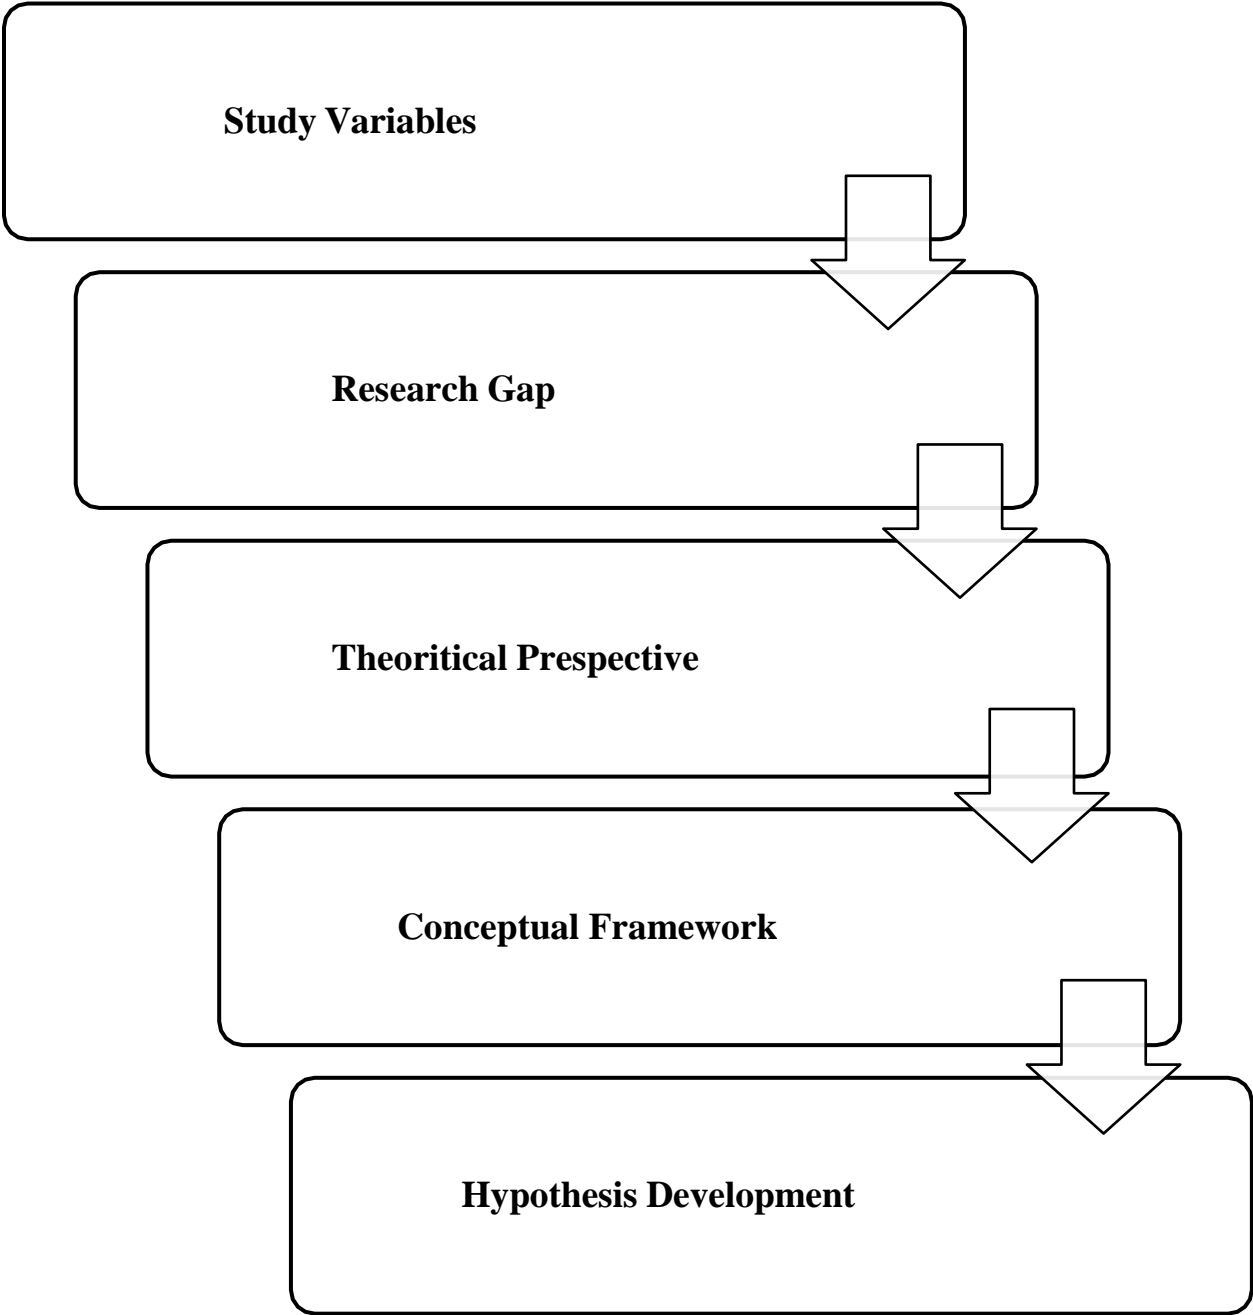 Study Variables
Research Gap
Theoritical Prespective
Conceptual Framework
Hypothesis Development